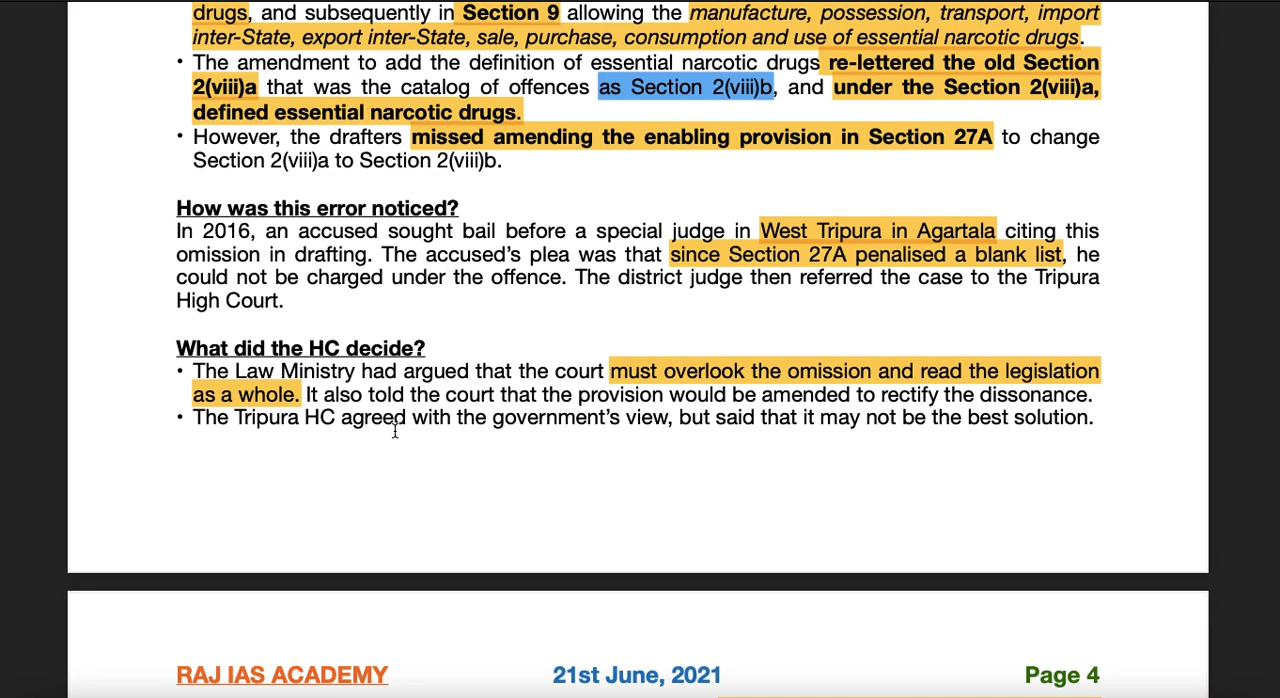 drugs, and subsequently in Section 9 allowing the manufacture, possession, transport, import
inter-State, export inter-State, sale, purchase, consumption and use of essential narcotic drugs.
• The amendment to add the definition of essential narcotic drugs re-lettered the old Section
2(viii)a that was the catalog of offences as Section 2(viii)b, and under the Section 2(viii)a,
defined essential narcotic drugs.
• However, the drafters missed amending the enabling provision in Section 27A to change
Section 2(viii)a to Section 2(viii)b.
How was this error noticed?
In 2016, an accused sought bail before a special judge in West Tripura in Agartala citing this
omission in drafting. The accused’s plea was that since Section 27A penalised a blank list, he
could not be charged under the offence. The district judge then referred the case to the Tripura
High Court.
What did the HC decide?
• The Law Ministry had argued that the court must overlook the omission and read the legislation
as a whole. It also told the court that the provision would be amended to rectify the dissonance.
• The Tripura HC agreed with the government’s view, but said that it may not be the best solution.
RAJ IAS ACADEMY 21st June, 2021 Page 4